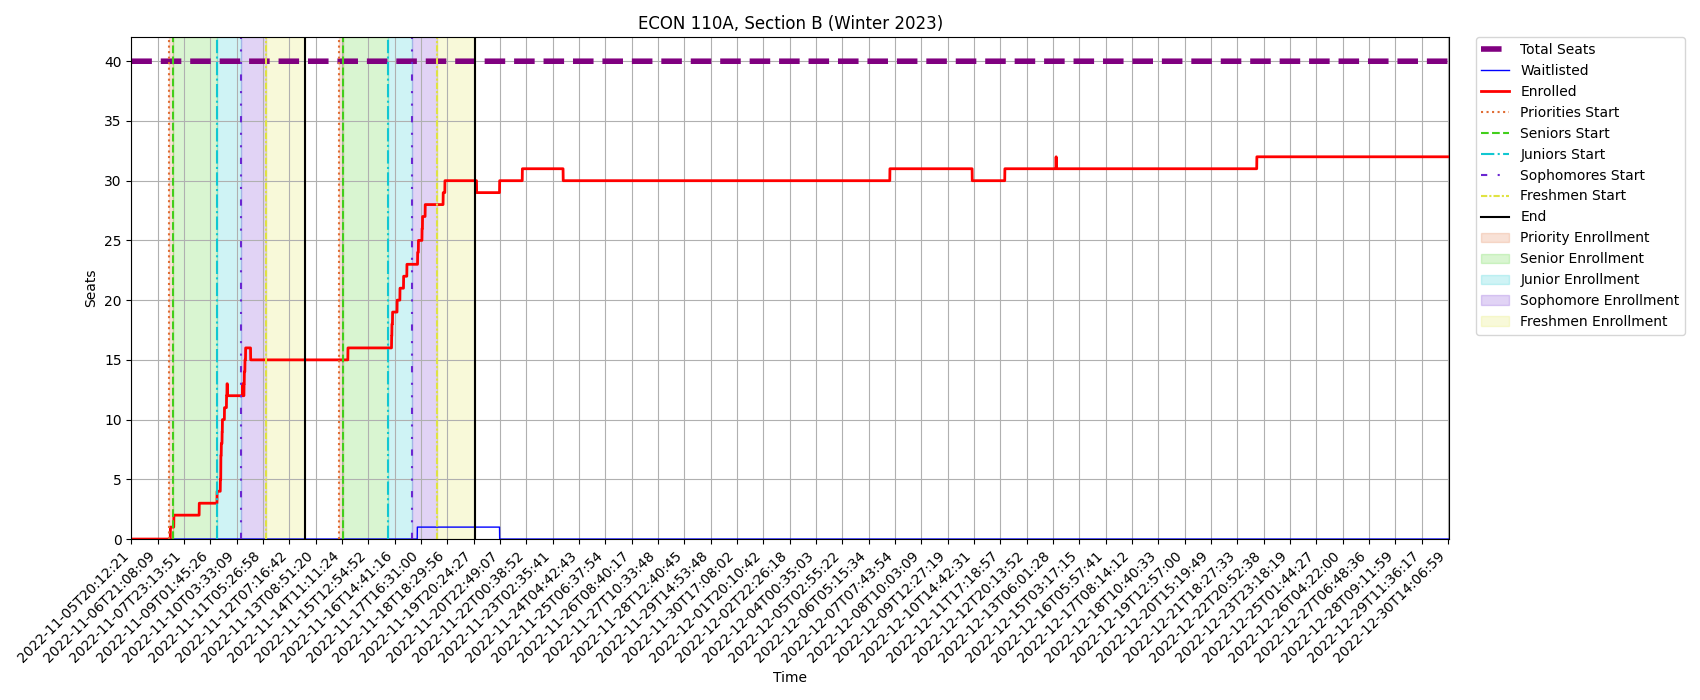 ECON 110A, Section B (Winter 2023)
Seats
40
35
30
25
20
15
10
5
0
2022-11-05T20:12:21
2022-11-06T21:08:09
2022-11-07T23:13:51
2022-11-09T01:45:26
2022-11-10T03:33:09
2022-11-11T05:26:58
2022-11-12T07:16:42
2022-11-13T08:51:20
2022-11-14T11:11:24
2022-11-15T12:54:52
2022-11-16T14:41:16
2022-11-17T16:31:00
2022-11-18T18:29:56
2022-11-19T20:24:27
2022-11-20T22:49:07
2022-11-22T00:38:52
2022-11-23T02:35:41
2022-11-24T04:42:43
2022-11-25T06:37:54
2022-11-26T08:40:17
2022-11-27T10:33:48
2022-11-28T12:40:45
2022-11-29T14:53:48
2022-11-30T17:08:02
2022-12-01T20:10:42
2022-12-02T22:26:18
2022-12-04T00:35:03
2022-12-05T02:55:22
2022-12-06T05:15:34
2022-12-07T07:43:54
2022-12-08T10:03:09
2022-12-09T12:27:19
2022-12-10T14:42:31
2022-12-11T17:18:57
2022-12-12T20:13:52
2022-12-13T06:01:28
2022-12-15T03:17:15
2022-12-16T05:57:41
2022-12-17T08:14:12
2022-12-18T10:40:33
2022-12-19T12:57:00
2022-12-20T15:19:49
2022-12-21T18:27:33
2022-12-22T20:52:38
2022-12-23T23:18:19
2022-12-25T01:44:27
2022-12-26T04:22:00
2022-12-27T06:48:36
2022-12-28T09:11:59
2022-12-29T11:36:17
2022-12-30T14:06:59
Time
Total Seats
Waitlisted
Enrolled
Priorities Start
Seniors Start
Juniors Start
Sophomores Start
Freshmen Start
End
Priority Enrollment
Senior Enrollment
Junior Enrollment
Sophomore Enrollment
Freshmen Enrollment